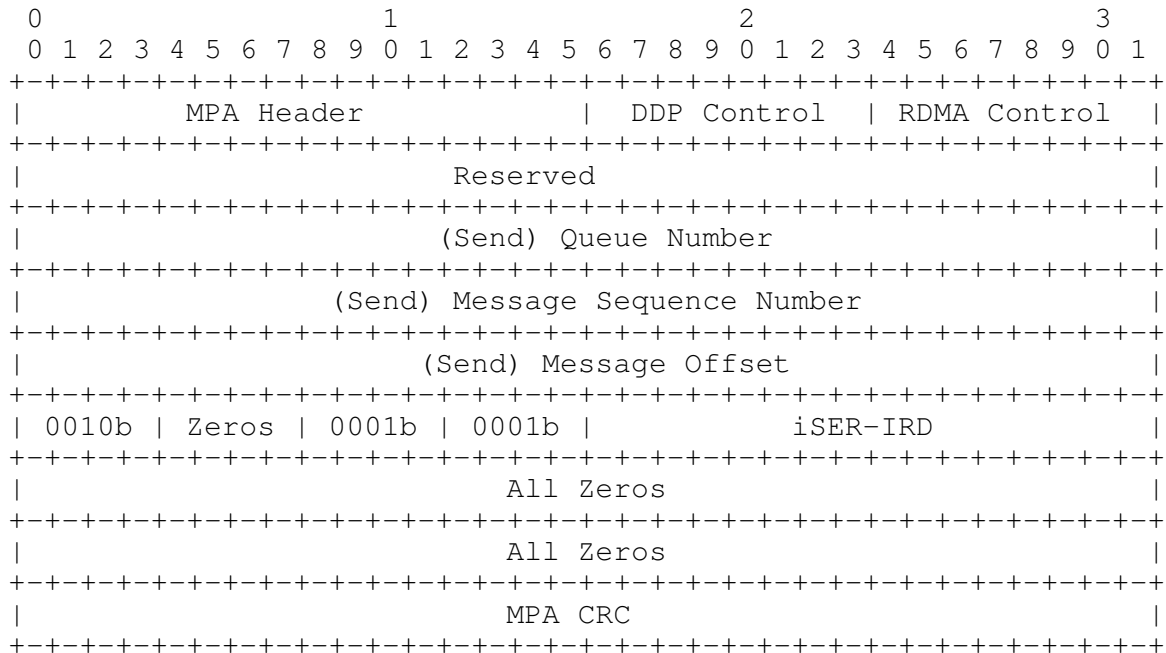 0                   1                   2                   3
 0 1 2 3 4 5 6 7 8 9 0 1 2 3 4 5 6 7 8 9 0 1 2 3 4 5 6 7 8 9 0 1
+-+-+-+-+-+-+-+-+-+-+-+-+-+-+-+-+-+-+-+-+-+-+-+-+-+-+-+-+-+-+-+-+
|         MPA Header            |  DDP Control  | RDMA Control  |
+-+-+-+-+-+-+-+-+-+-+-+-+-+-+-+-+-+-+-+-+-+-+-+-+-+-+-+-+-+-+-+-+
|                        Reserved                               |
+-+-+-+-+-+-+-+-+-+-+-+-+-+-+-+-+-+-+-+-+-+-+-+-+-+-+-+-+-+-+-+-+
|                       (Send) Queue Number                     |
+-+-+-+-+-+-+-+-+-+-+-+-+-+-+-+-+-+-+-+-+-+-+-+-+-+-+-+-+-+-+-+-+
|                 (Send) Message Sequence Number                |
+-+-+-+-+-+-+-+-+-+-+-+-+-+-+-+-+-+-+-+-+-+-+-+-+-+-+-+-+-+-+-+-+
|                      (Send) Message Offset                    |
+-+-+-+-+-+-+-+-+-+-+-+-+-+-+-+-+-+-+-+-+-+-+-+-+-+-+-+-+-+-+-+-+
| 0010b | Zeros | 0001b | 0001b |           iSER-IRD            |
+-+-+-+-+-+-+-+-+-+-+-+-+-+-+-+-+-+-+-+-+-+-+-+-+-+-+-+-+-+-+-+-+
|                           All Zeros                           |
+-+-+-+-+-+-+-+-+-+-+-+-+-+-+-+-+-+-+-+-+-+-+-+-+-+-+-+-+-+-+-+-+
|                           All Zeros                           |
+-+-+-+-+-+-+-+-+-+-+-+-+-+-+-+-+-+-+-+-+-+-+-+-+-+-+-+-+-+-+-+-+
|                           MPA CRC                             |
+-+-+-+-+-+-+-+-+-+-+-+-+-+-+-+-+-+-+-+-+-+-+-+-+-+-+-+-+-+-+-+-+